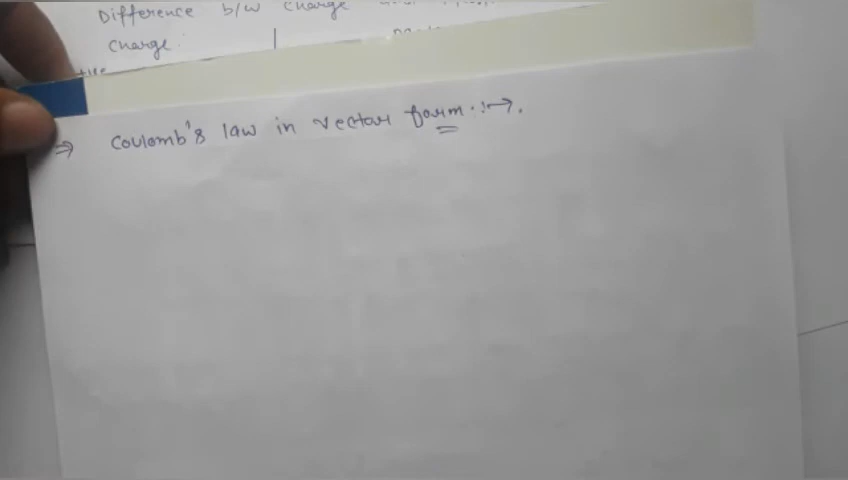 Difference b/w charge
charge:
⇒ Coulomb's law in vector form :→.